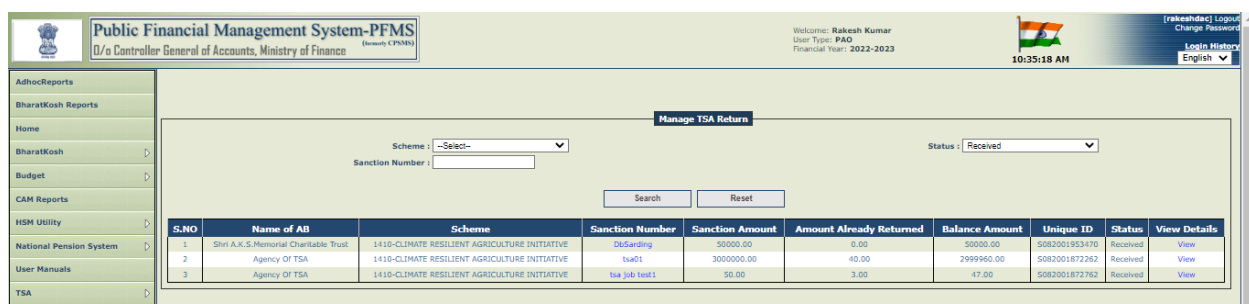 Public Financial Management System-PFMS
(formerly CPSMS)
O/o Controller General of Accounts, Ministry of Finance
Welcome: Rakesh Kumar
User Type: PAO
Financial Year: 2022-2023
10:35:18 AM
[rakeshdac] Logout
Change Password
Login History
English
AdhocReports
BharatKosh Reports
Home
BharatKosh
Budget
CAM Reports
HSM Utility
National Pension System
User Manuals
TSA
Manage TSA Return
Scheme : --Select-- Status : Received
Sanction Number :
Search Reset
S.NO Name of AB Scheme Sanction Number Sanction Amount Amount Already Returned Balance Amount Unique ID Status View Details
1 Shri A.K.S.Memorial Charitable Trust 1410-CLIMATE RESILIENT AGRICULTURE INITIATIVE DbSarding 50000.00 0.00 50000.00 S082001953470 Received View
2 Agency Of TSA 1410-CLIMATE RESILIENT AGRICULTURE INITIATIVE tsa01 3000000.00 40.00 2999960.00 S082001872262 Received View
3 Agency Of TSA 1410-CLIMATE RESILIENT AGRICULTURE INITIATIVE tsa job test1 50.00 3.00 47.00 S082001872762 Received View